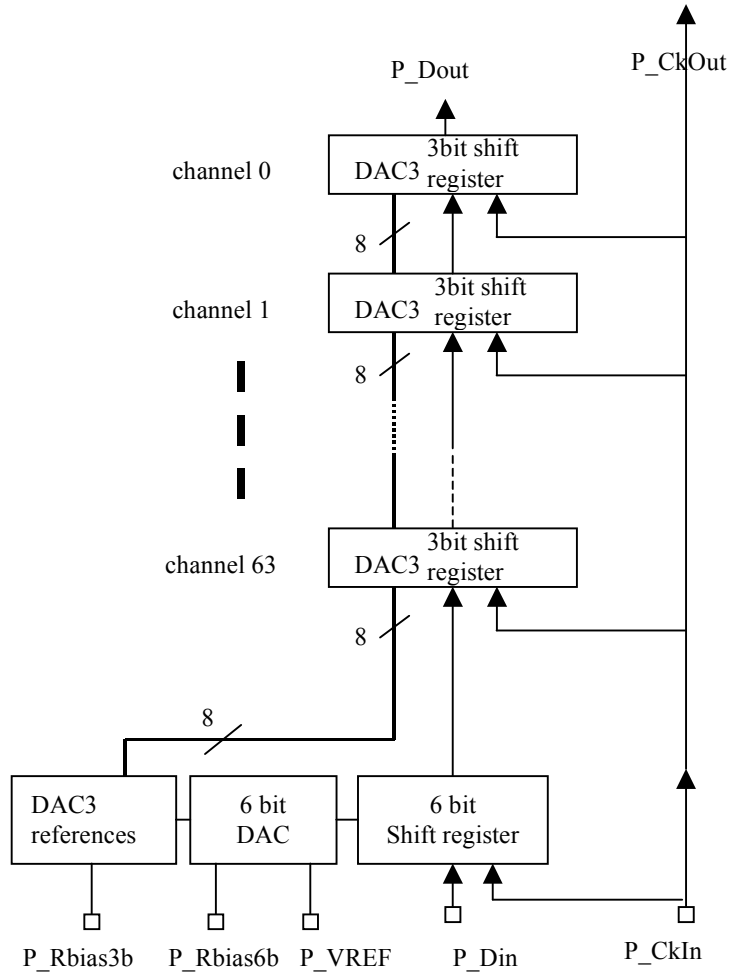 P_CkOut
P_Dout
channel 0
DAC3
3bit shift
register
8
channel 1
DAC3
3bit shift
register
8
channel 63
DAC3
3bit shift
register
8
8
DAC3
references
6 bit
DAC
6 bit
Shift register
P_Rbias3b
P_Rbias6b
P_VREF
P_Din
P_CkIn